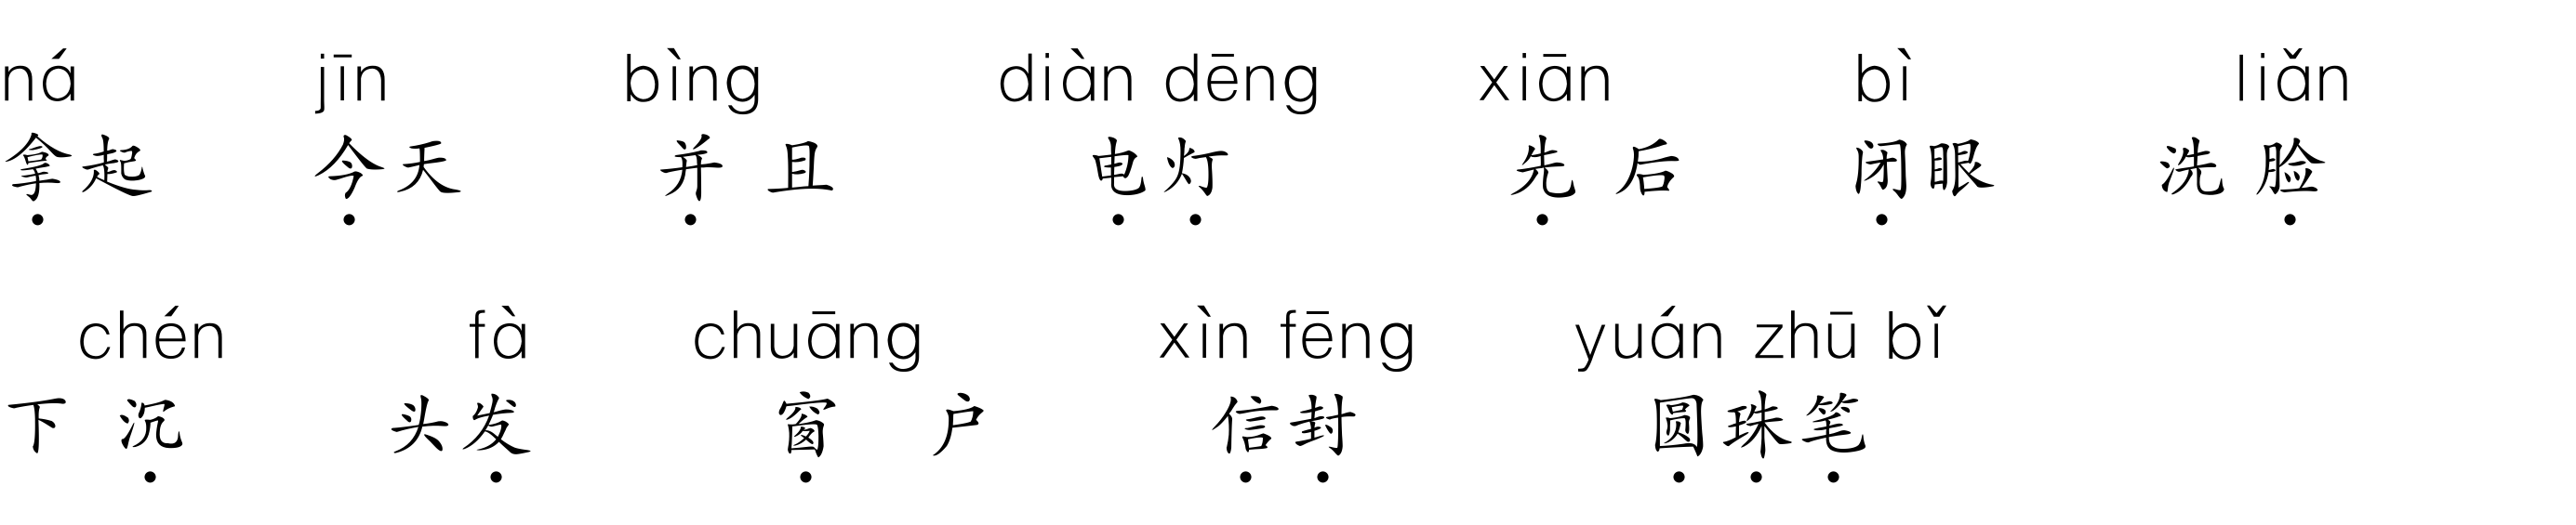 ná jīn bìng diàn dēng xiān bì liǎn
拿起 今天 并 且 电灯 先 后 闭眼 洗 脸
chén fà chuāng xìn fēng yuán zhū bǐ
下 沉 头发 窗 户 信封 圆珠笔